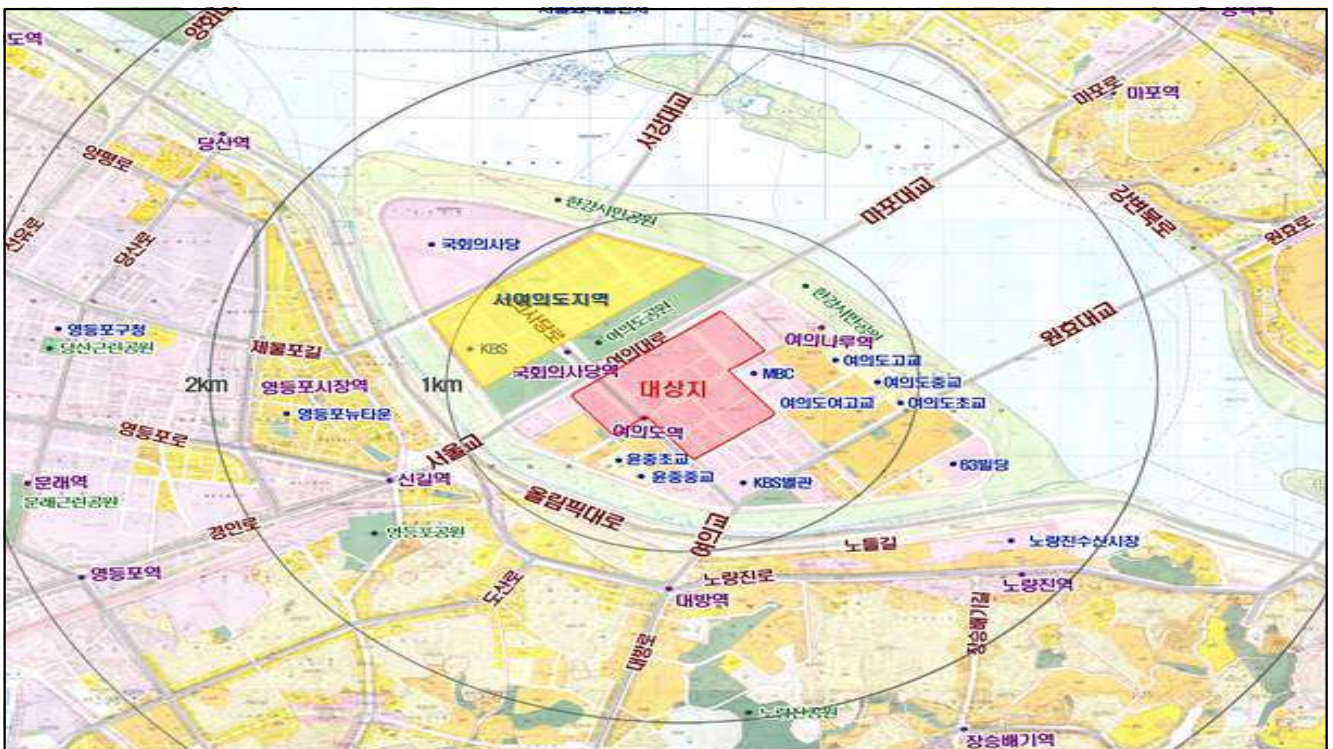 도역
양화대
마포역
마포로
서강대교
당산역
양평로
강변북로
마포대교
한강시민공원
원효로
선유로
당산로
국회의사당
서여의도지역
의사당로
한강시민공원
여의도공원
원효대교
영등포구청
당산근린공원
제물포길
KBS
여의대로
여의나루역
여의도고교
국회의사당역
MBC
여의도중교
2km
영등포시장역
1km
대상지
여의도여고교
여의도초교
영등포뉴타운
영등포로
여의도역
서울교
윤중초교
63빌당
신길역
윤중중교
KBS별관
문래역
문래근린공원
올림픽대로
경인로
영등포공원
여의교
노들길
노량진수산시장
영등포역
도산로
노량진로
노량진역
대방역
장승배기길
대방로
장승배기역